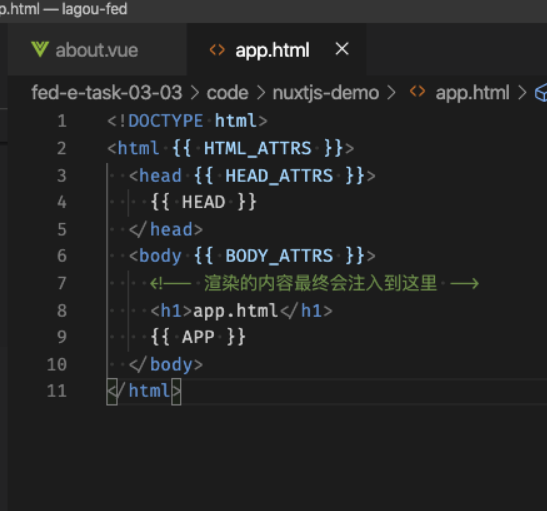 p.html — lagou-fed
about.vue
<> app.html ×
fed-e-task-03-03 > code > nuxtjs-demo > <> app.html >
1 <!DOCTYPE html>
2 <html {{ HTML_ATTRS }}>
3 <head {{ HEAD_ATTRS }}>
4 {{ HEAD }}
5 </head>
6 <body {{ BODY_ATTRS }}>
7 <!-- 渲染的内容最终会注入到这里 -->
8 <h1>app.html</h1>
9 {{ APP }}
10 </body>
11 </html>